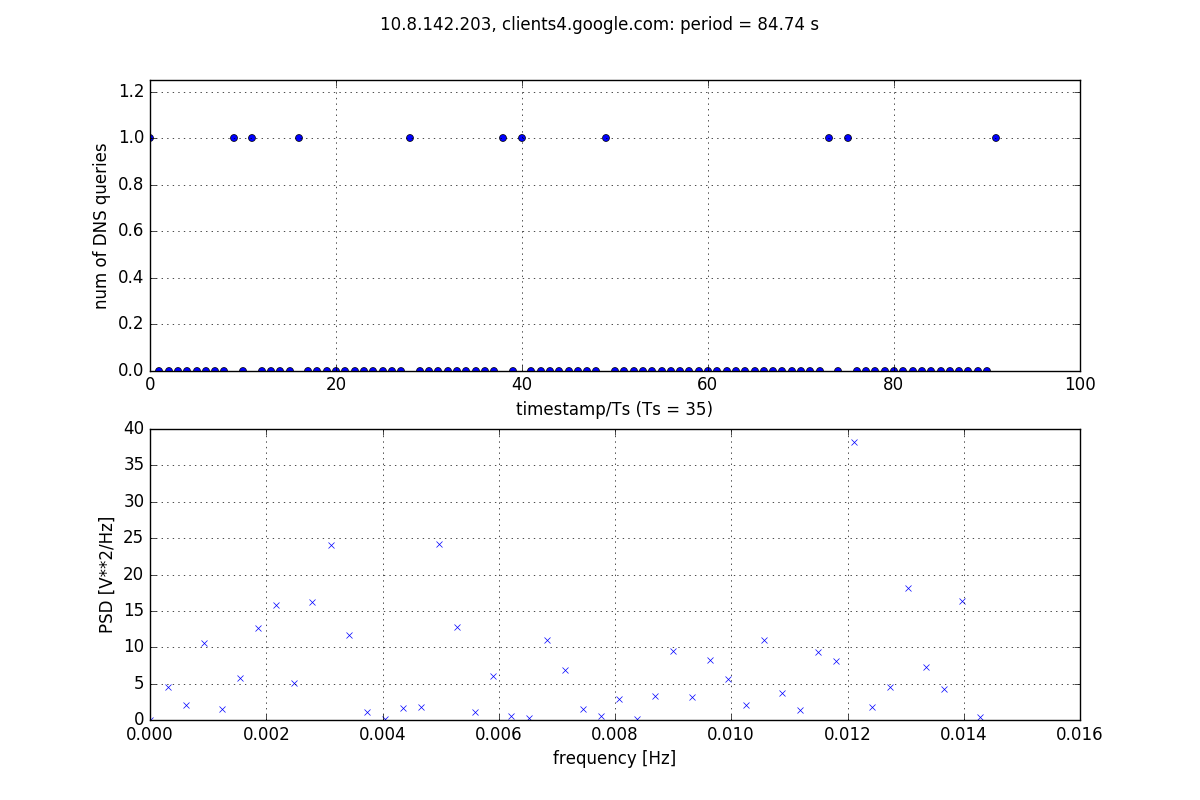 10.8.142.203, clients4.google.com: period = 84.74 s
1.2
1.0
0.8
0.6
0.4
0.2
0.0
num of DNS queries
0 20 40 60 80 100
timestamp/Ts (Ts = 35)
40
35
30
25
20
15
10
5
0
PSD [V**2/Hz]
0.000 0.002 0.004 0.006 0.008 0.010 0.012 0.014 0.016
frequency [Hz]